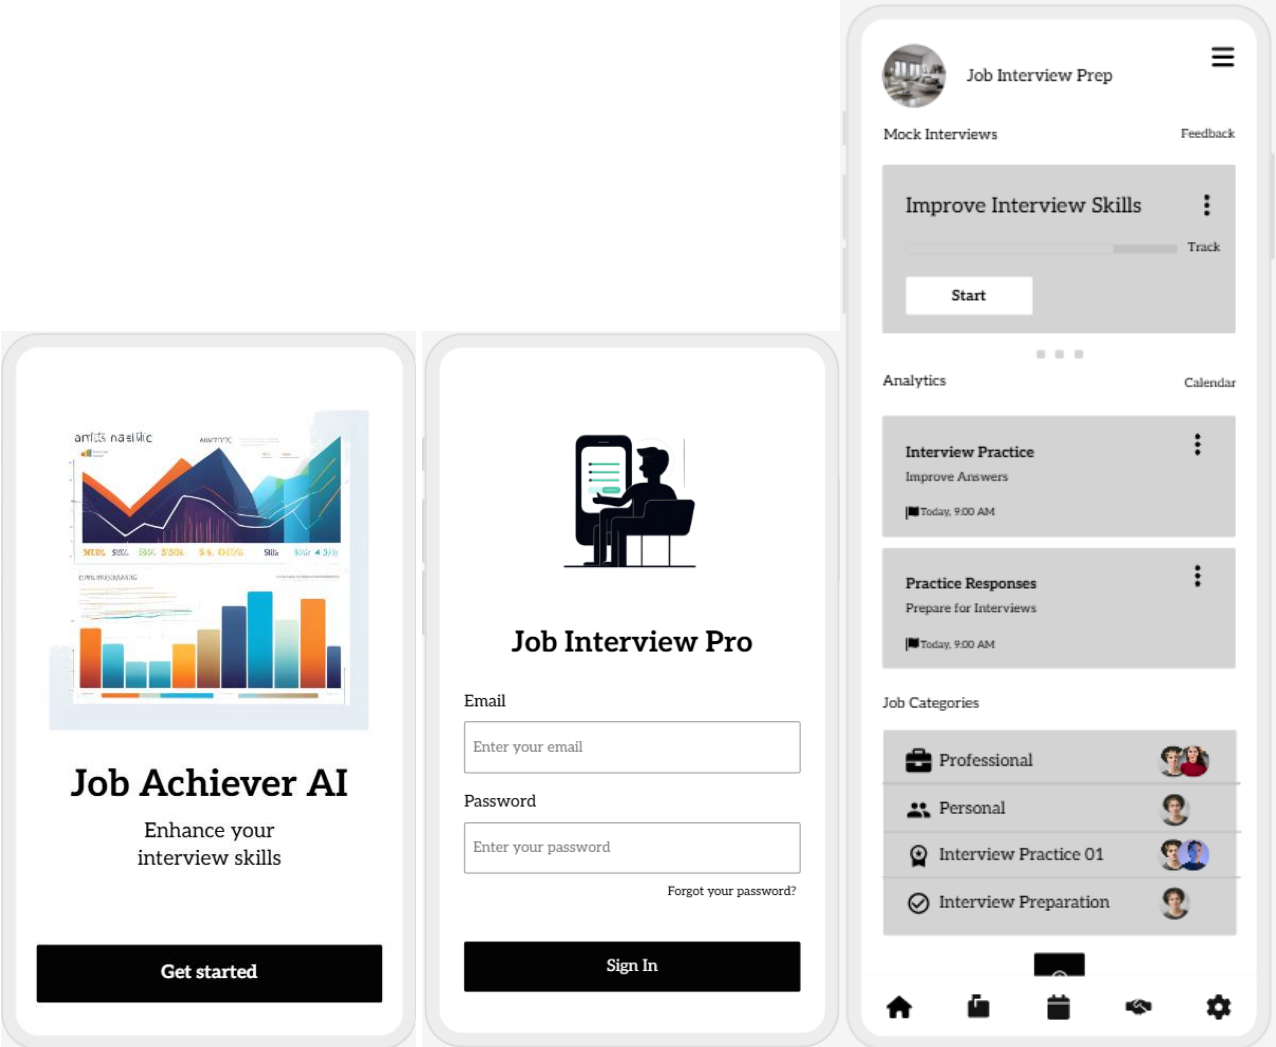 Job Achiever AI
Enhance your
interview skills
Get started
Job Interview Pro
Email
Enter your email
Password
Enter your password
Forgot your password?
Sign In
Job Interview Prep
Mock Interviews
Feedback
Improve Interview Skills
Track
Start
Analytics
Calendar
Interview Practice
Improve Answers
Today, 9:00 AM
Practice Responses
Prepare for Interviews
Today, 9:00 AM
Job Categories
Professional
Personal
Interview Practice 01
Interview Preparation